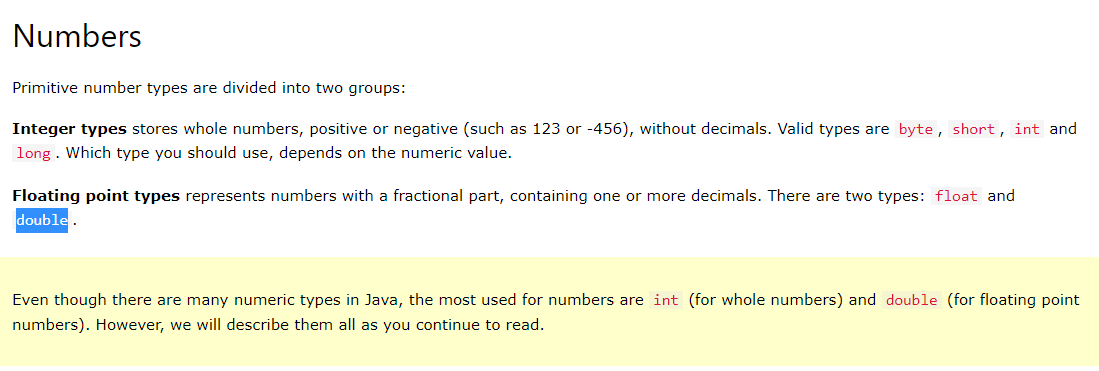 Numbers
Primitive number types are divided into two groups:
Integer types stores whole numbers, positive or negative (such as 123 or -456), without decimals. Valid types are byte, short, int and
long. Which type you should use, depends on the numeric value.
Floating point types represents numbers with a fractional part, containing one or more decimals. There are two types: float and
double.
Even though there are many numeric types in Java, the most used for numbers are int (for whole numbers) and double (for floating point
numbers). However, we will describe them all as you continue to read.